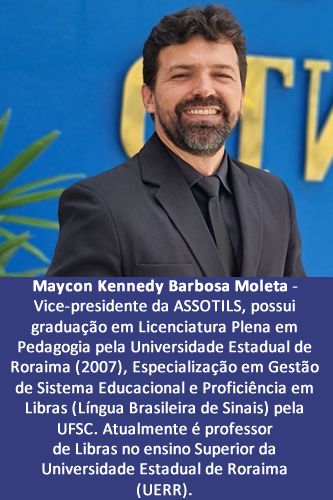 Maycon Kennedy Barbosa Moleta -
Vice-presidente da ASSOTILS, possui
graduação em Licenciatura Plena em
Pedagogia pela Universidade Estadual de
Roraima (2007), Especialização em Gestão
de Sistema Educacional e Proficiência em
Libras (Língua Brasileira de Sinais) pela
UFSC. Atualmente é professor
de Libras no ensino Superior da
Universidade Estadual de Roraima
(UERR).